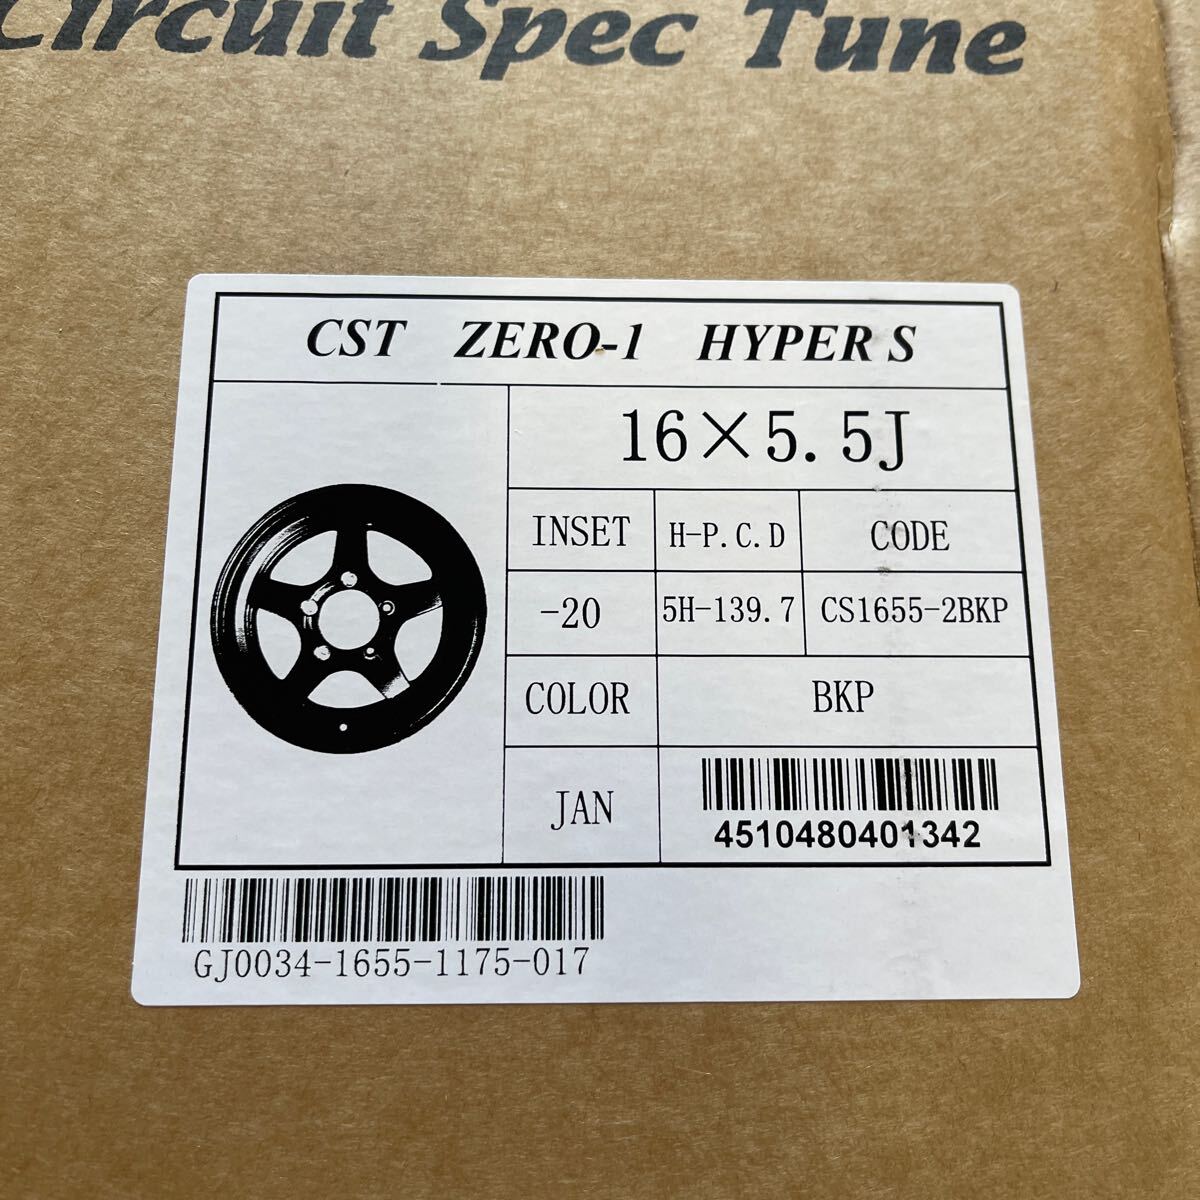 Circuit Spec Tune
CST ZERO-1 HYPER S
16×5.5J
INSET H-P.C.D CODE
-20 5H-139.7 CS1655-2BKP
COLOR BKP
JAN
4510480401342
GJ0034-1655-1175-017